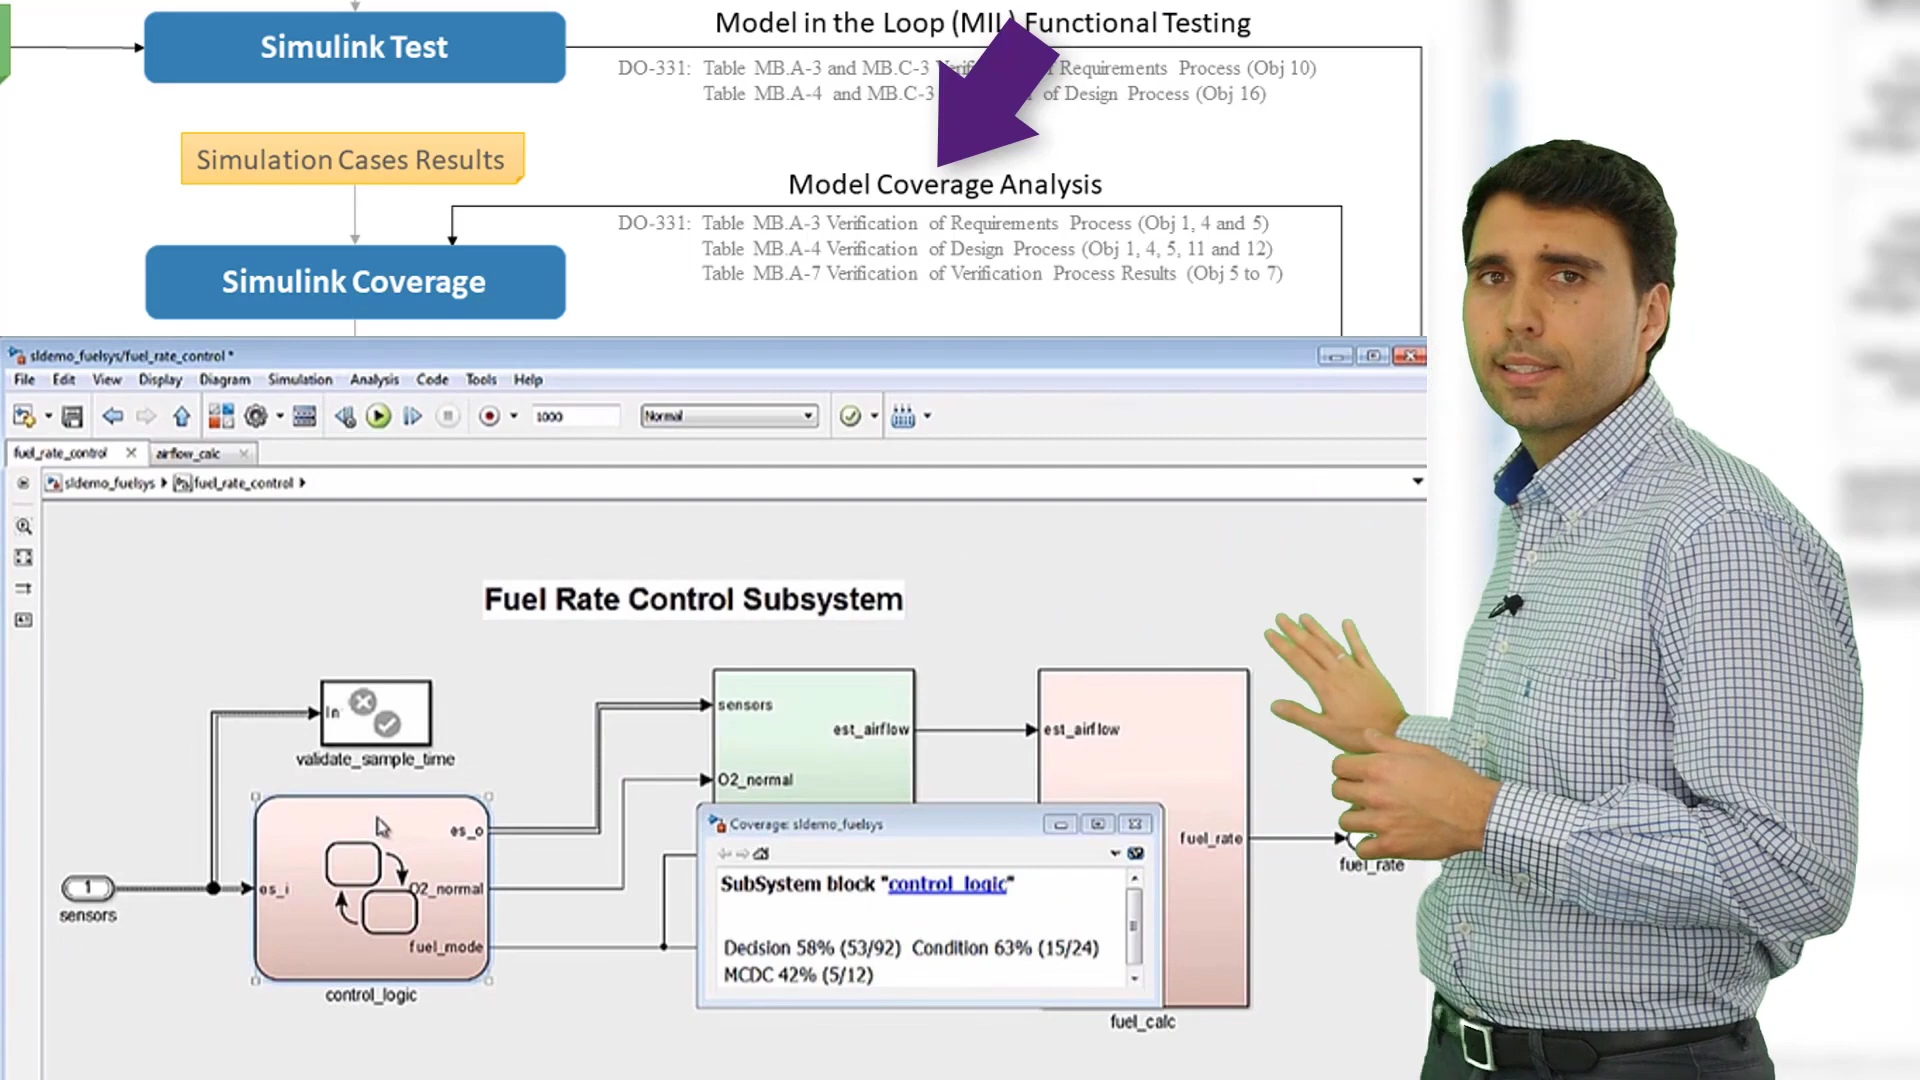 Simulink Test
Model in the Loop (MIL) Functional Testing
DO-331: Table MB.A-3 and MB.C-3 Requirements Process (Obj 10)
Table MB.A-4 and MB.C-3 of Design Process (Obj 16)
Simulation Cases Results
Model Coverage Analysis
DO-331: Table MB.A-3 Verification of Requirements Process (Obj 1, 4 and 5)
Table MB.A-4 Verification of Design Process (Obj 1, 4, 5, 11 and 12)
Table MB.A-7 Verification of Verification Process Results (Obj 5 to 7)
Simulink Coverage
sldemo_fuelsys/fuel_rate_control *
File Edit View Display Diagram Simulation Analysis Code Tools Help
1000 Normal
fuel_rate_control airflow_calc
sldemo_fuelsys fuel_rate_control
Fuel Rate Control Subsystem
In
validate_sample_time
sensors
est_airflow
O2_normal
est_airflow
fuel_rate
fuel_rate
fuel_calc
1
sensors
es_i
es_o
O2_normal
fuel_mode
control_logic
Coverage: sldemo_fuelsys
SubSystem block "control_logic"
Decision 58% (53/92) Condition 63% (15/24)
MCDC 42% (5/12)